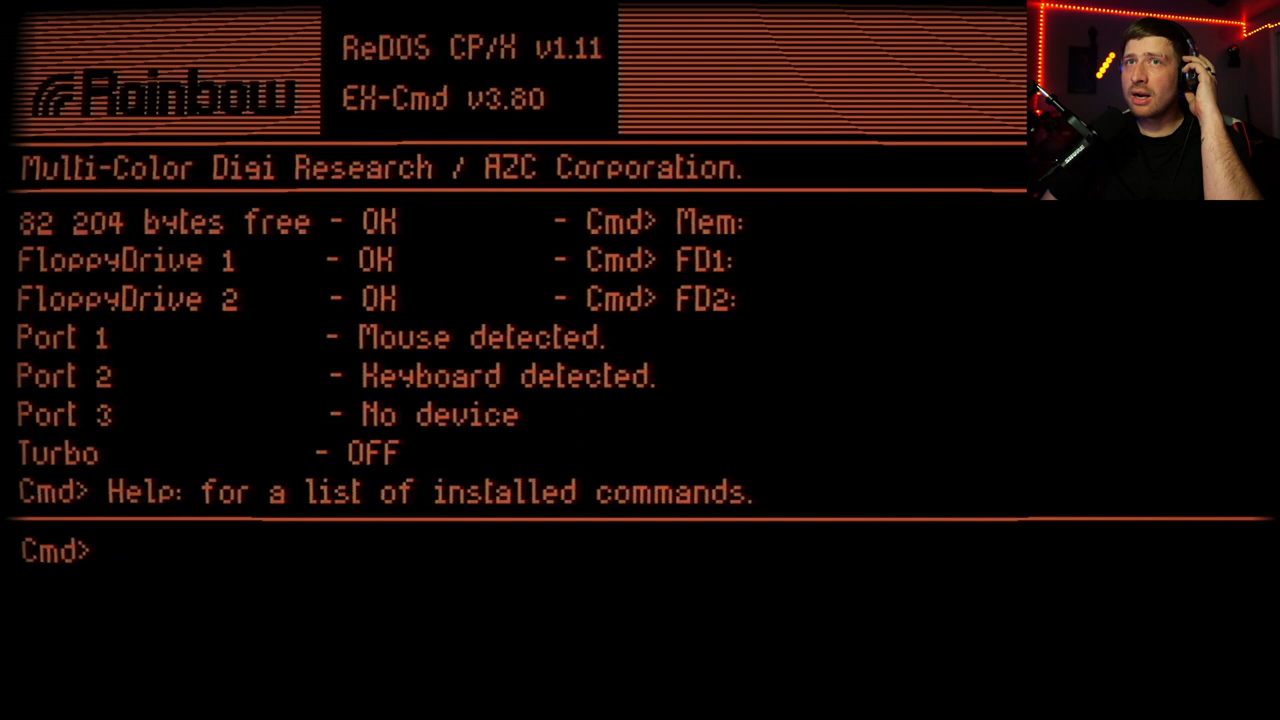 Rainbow
ReDOS CP/X v1.11
EX-Cmd v3.80
Multi-Color Digi Research / AZC Corporation.
82 204 bytes free - OK - Cmd> Mem:
FloppyDrive 1 - OK - Cmd> FD1:
FloppyDrive 2 - OK - Cmd> FD2:
Port 1 - Mouse detected.
Port 2 - Keyboard detected.
Port 3 - No device
Turbo - OFF
Cmd> Help: for a list of installed commands.
Cmd>